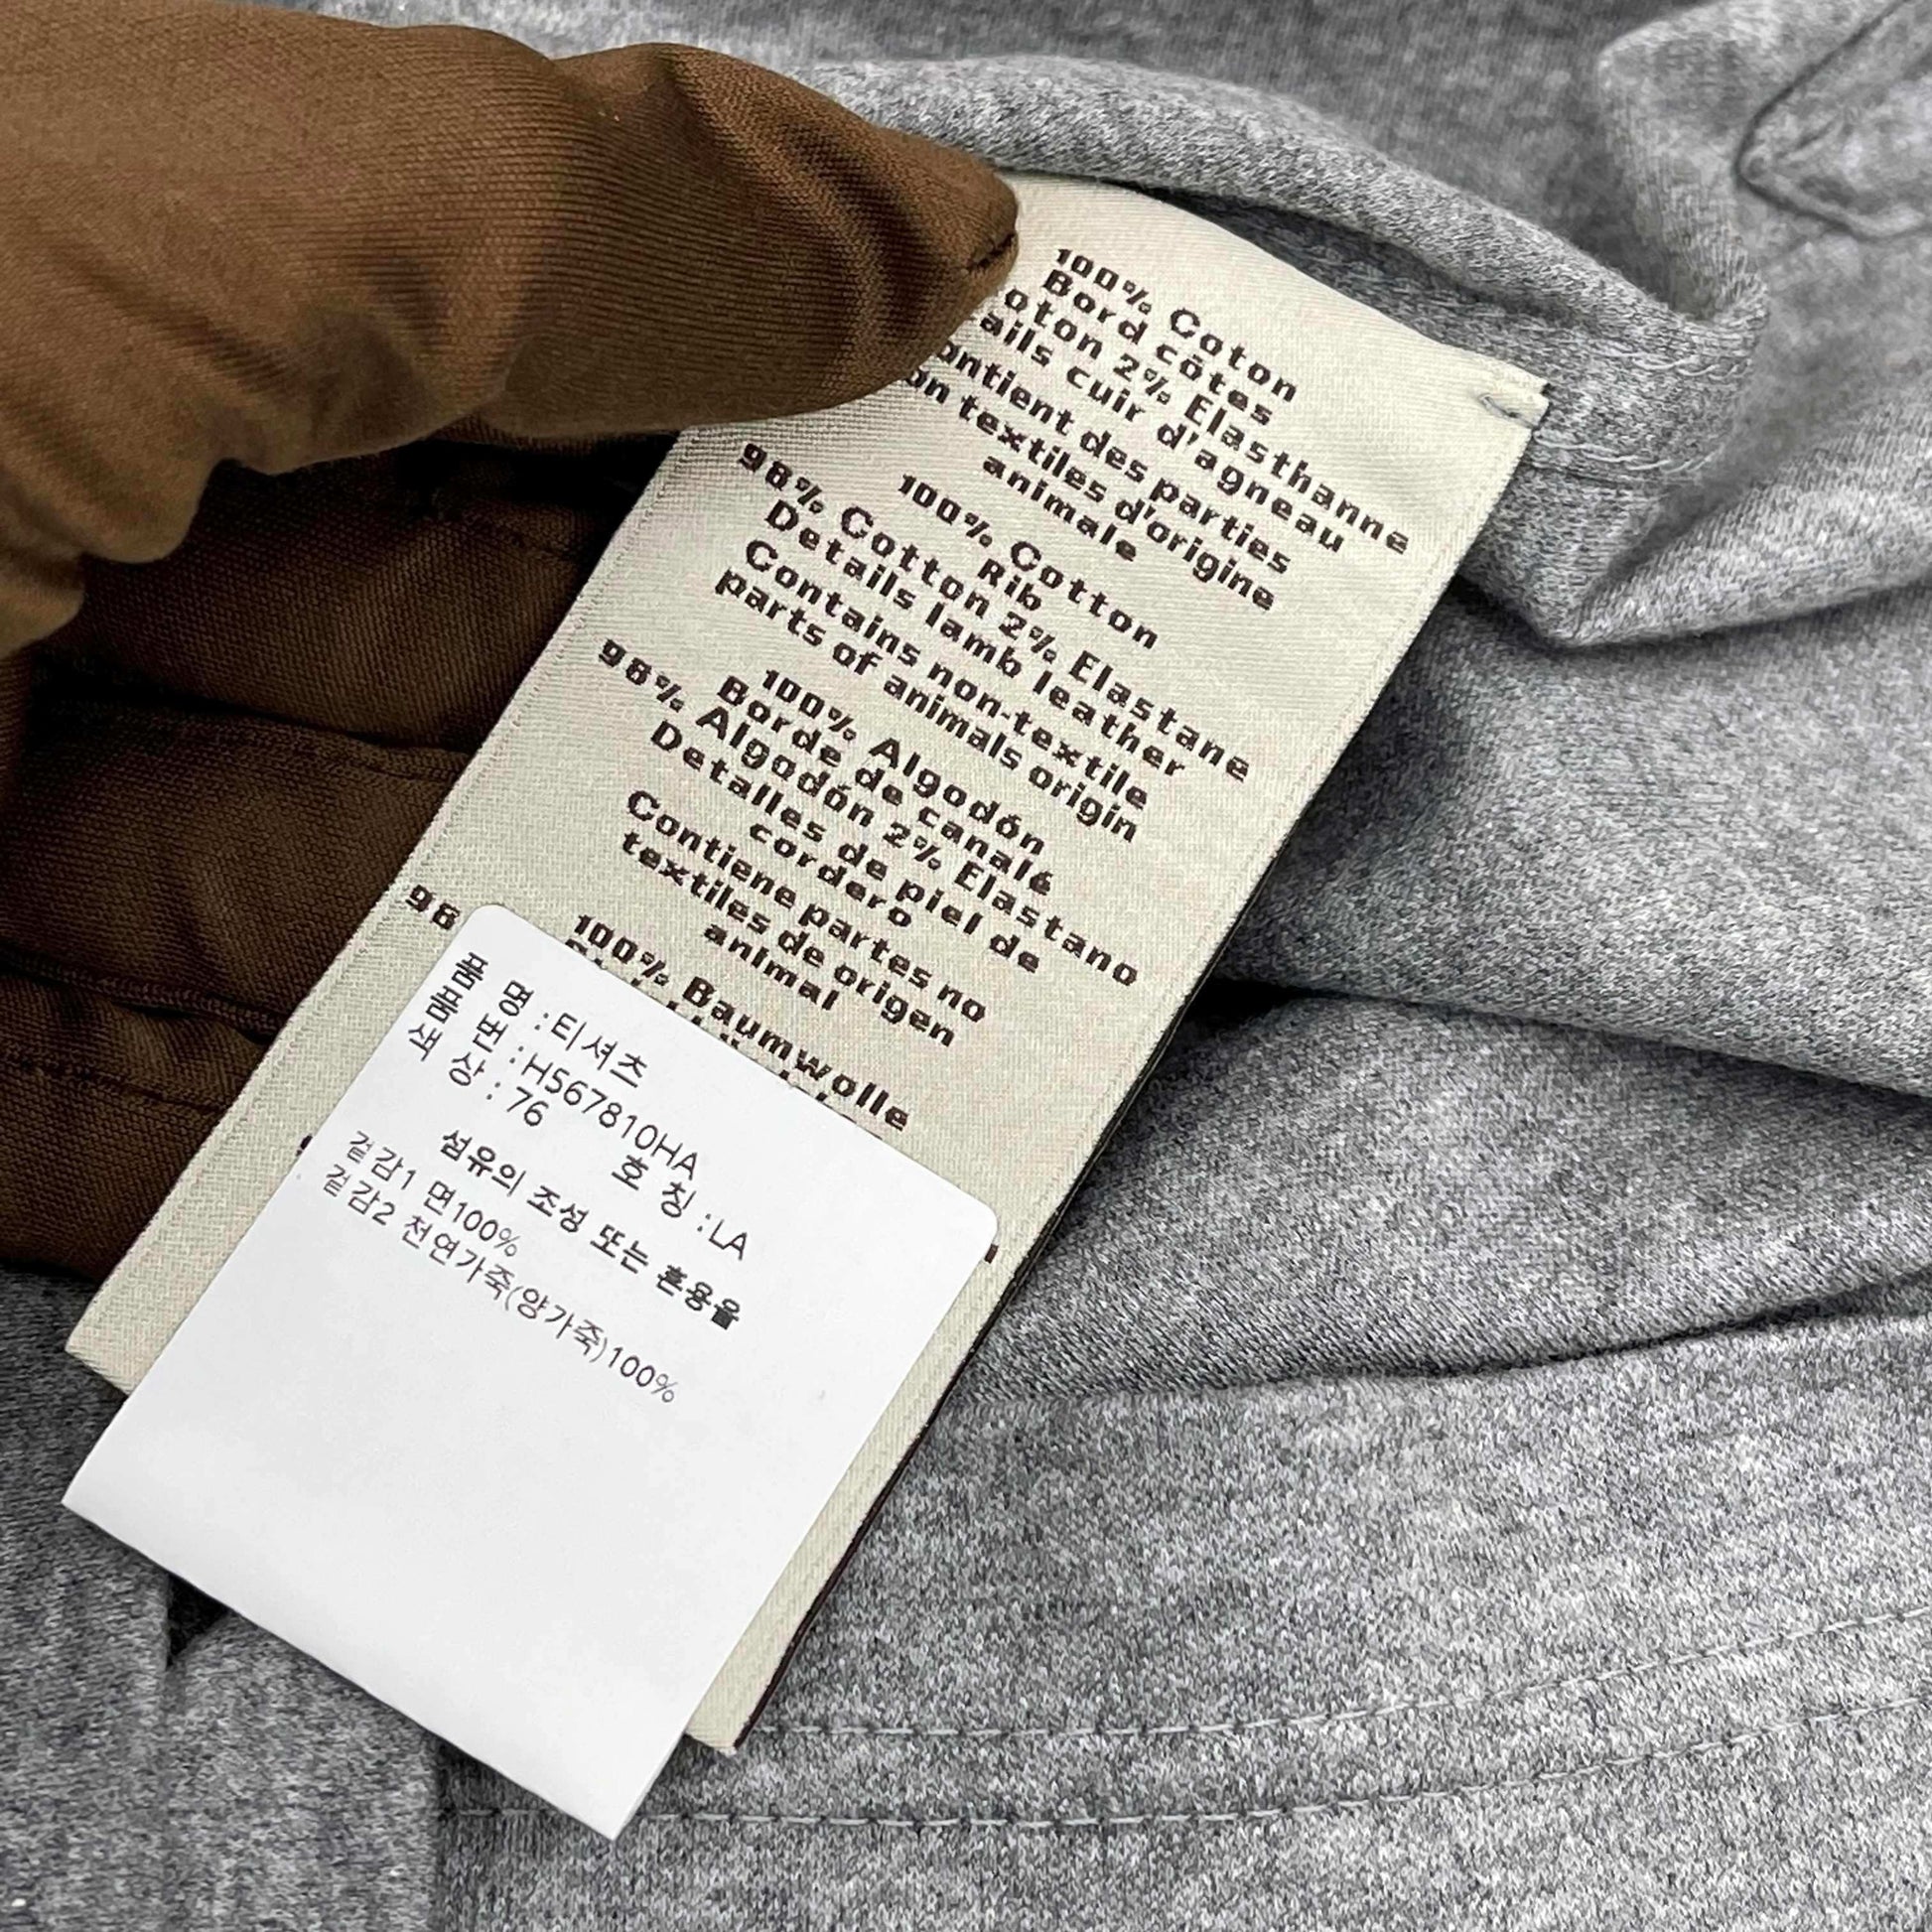 100% Coton
Bord côtes
oton 2% Elasthanne
ails cuir d'agneau
ontient des parties
on textiles d'origine
animale
100% Cotton
Rib
98% Cotton 2% Elastane
Details lamb leather
Contains non-textile
parts of animals origin
100% Algodón
Borde de canalé
98% Algodón 2% Elastano
Detalles de piel de
cordero
Contiene partes no
textiles de origen
animal
100% Baumwolle
98
품 명 : 티셔츠
품 번 : H567810HA
색 상 : 76 호 칭 : LA
섬유의 조성 또는 혼용율
겉감1 면100%
겉감2 천연가죽(양가죽)100%